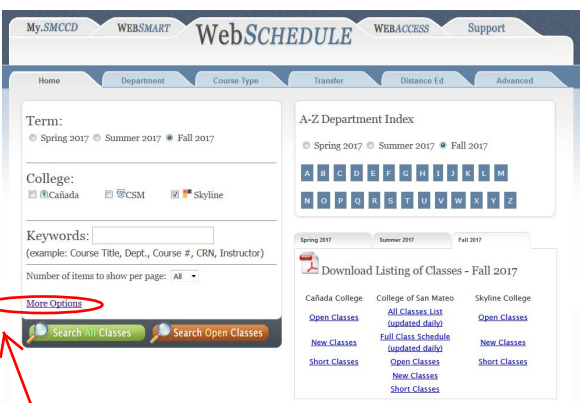 My.SMCCD WEBSMART WebSCHEDULE WEBACCESS Support
Home Department Course Type Transfer Distance Ed Advanced
Term:
Spring 2017 Summer 2017 Fall 2017
College:
Cañada CSM Skyline
Keywords:
(example: Course Title, Dept., Course #, CRN, Instructor)
Number of items to show per page: All
More Options
Search All Classes Search Open Classes
A-Z Department Index
Spring 2017 Summer 2017 Fall 2017
A B C D E F G H I J K L M
N O P Q R S T U V W X Y Z
Spring 2017 Summer 2017 Fall 2017
Download Listing of Classes - Fall 2017
Cañada College College of San Mateo Skyline College
Open Classes All Classes List Open Classes
(updated daily)
New Classes Full Class Schedule New Classes
(updated daily)
Short Classes Open Classes Short Classes
New Classes
Short Classes